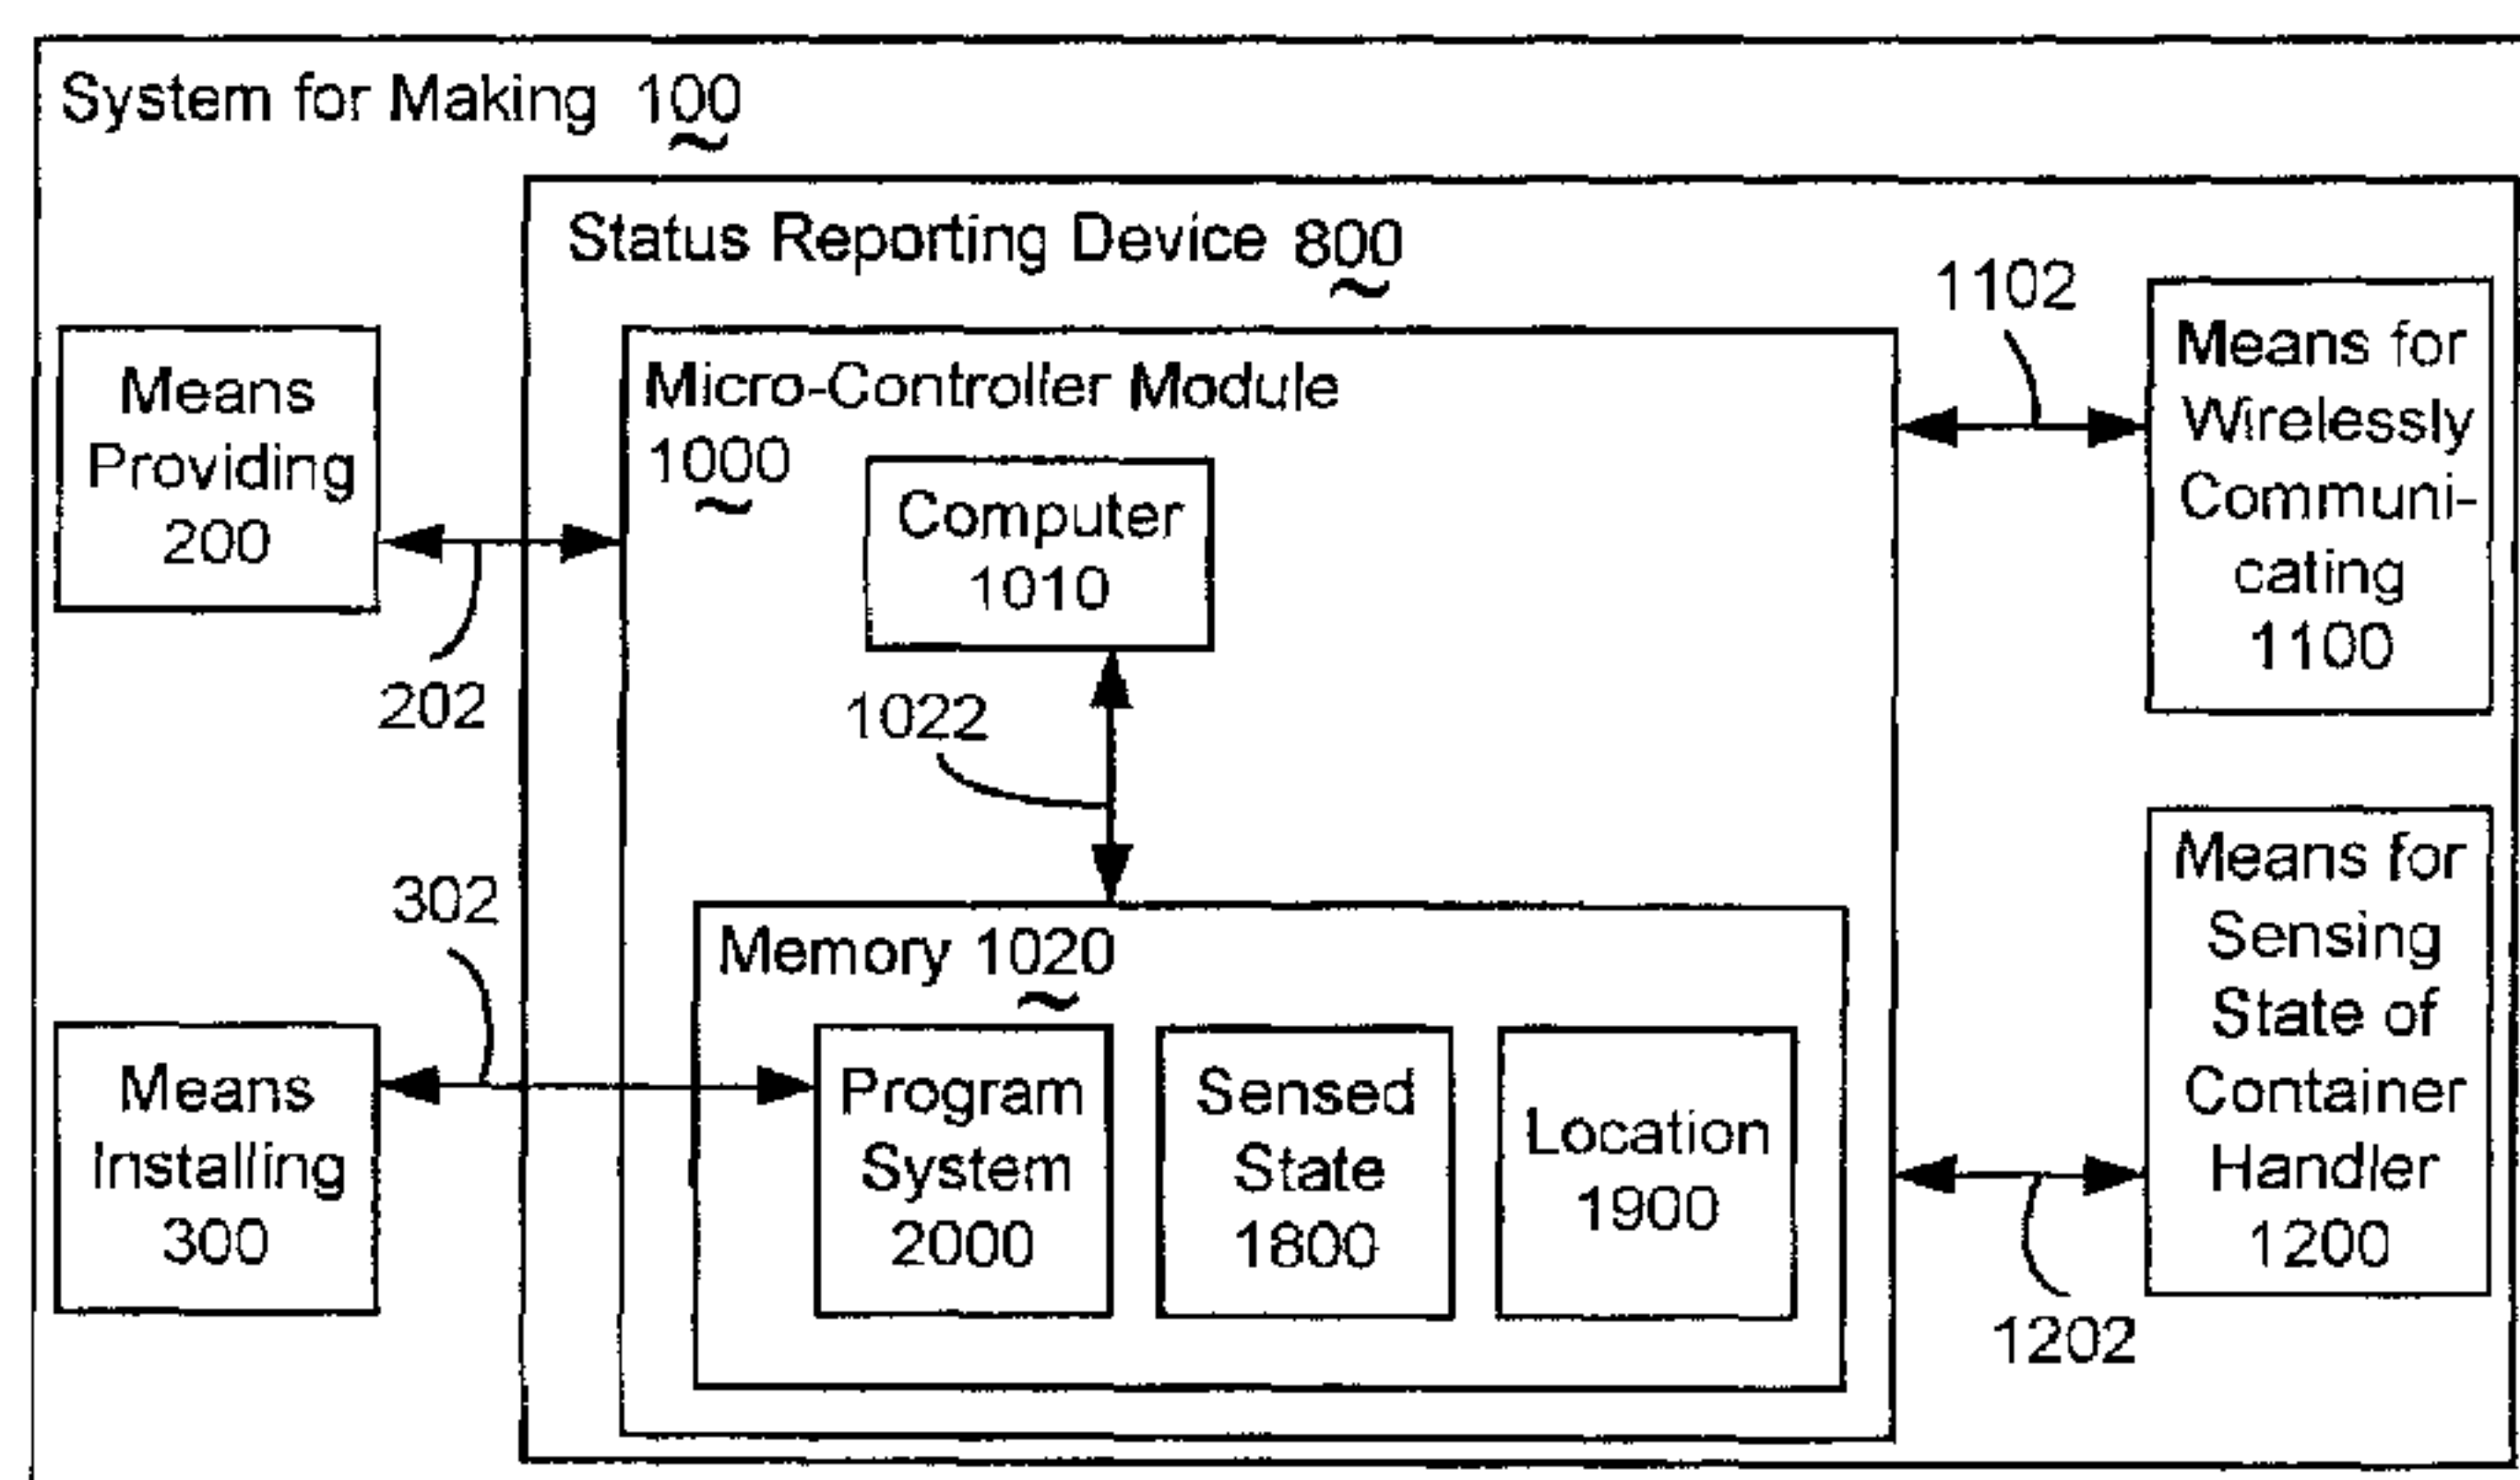 System for Making 100
Status Reporting Device 800
Means
Providing
200
202
Micro-Controller Module
1000
Computer
1010
1022
1102
Means for
Wirelessly
Communi-
cating
1100
302
Means
Installing
300
Memory 1020
Program
System
2000
Sensed
State
1800
Location
1900
Means for
Sensing
State of
Container
Handler
1200
1202